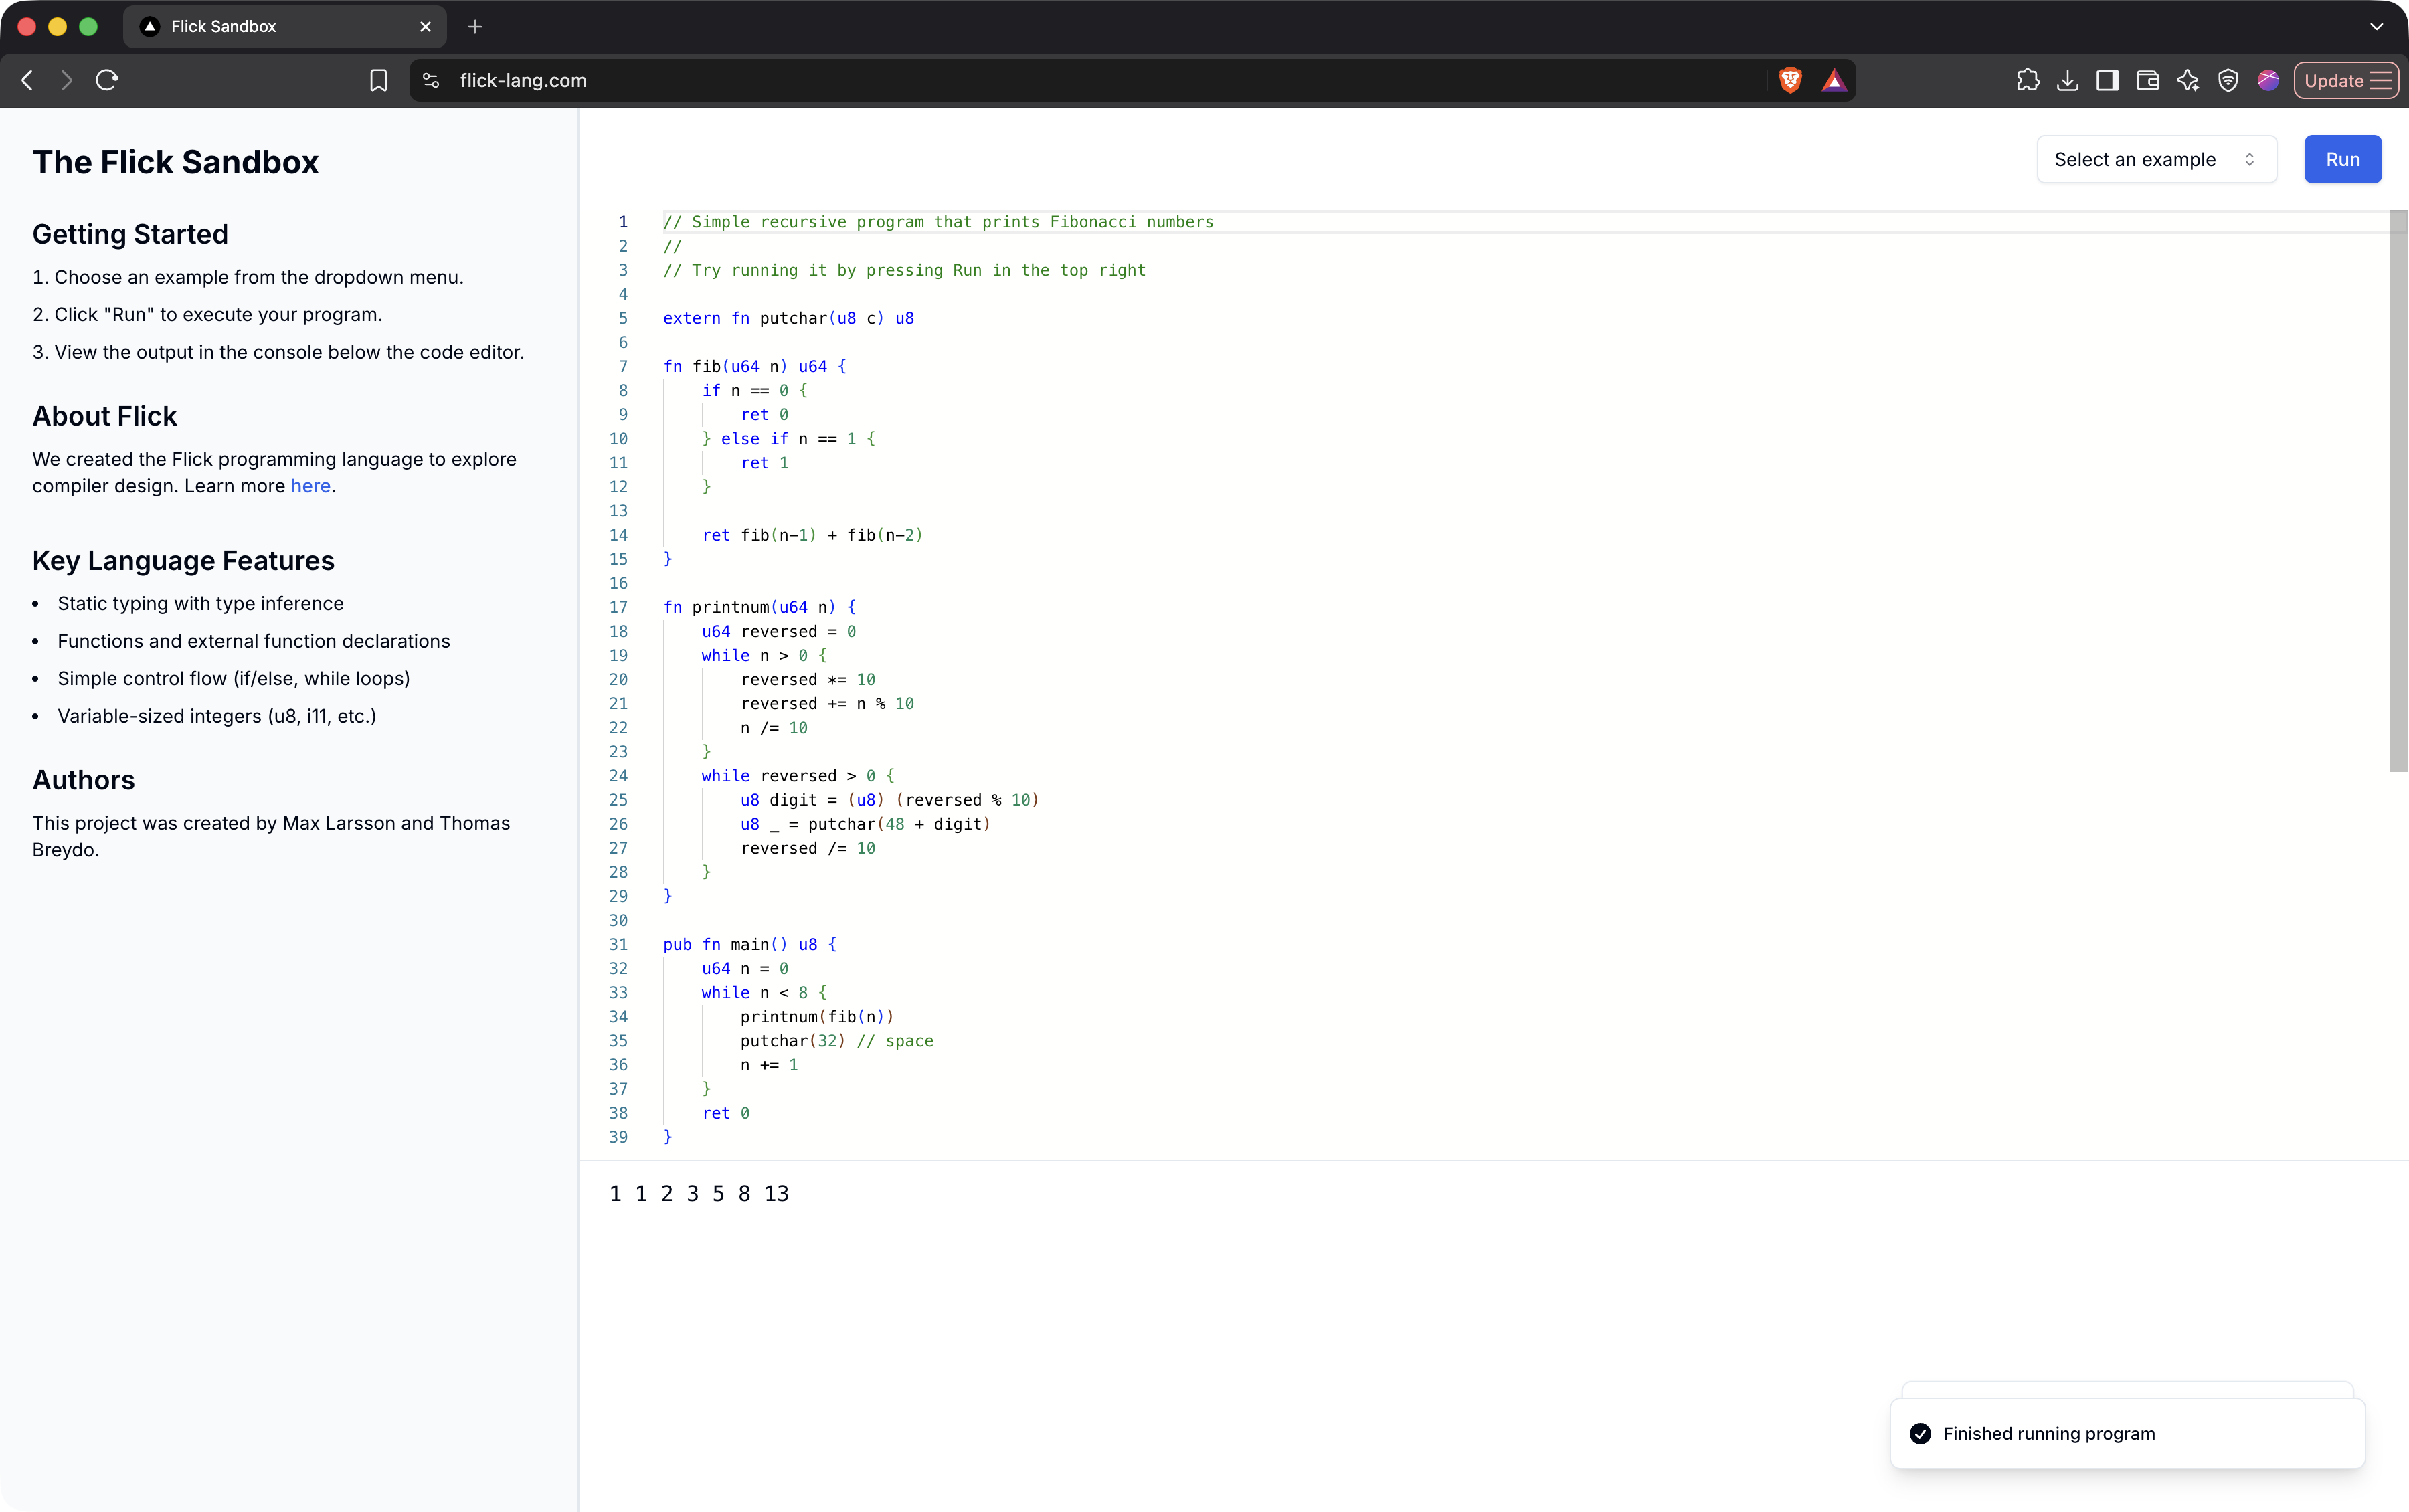 Flick Sandbox
flick-lang.com
Update
The Flick Sandbox
Getting Started
1. Choose an example from the dropdown menu.
2. Click "Run" to execute your program.
3. View the output in the console below the code editor.
About Flick
We created the Flick programming language to explore
compiler design. Learn more here.
Key Language Features
• Static typing with type inference
• Functions and external function declarations
• Simple control flow (if/else, while loops)
• Variable-sized integers (u8, i11, etc.)
Authors
This project was created by Max Larsson and Thomas
Breydo.
Select an example
Run
1 // Simple recursive program that prints Fibonacci numbers
2 //
3 // Try running it by pressing Run in the top right
4
5 extern fn putchar(u8 c) u8
6
7 fn fib(u64 n) u64 {
8     if n == 0 {
9         ret 0
10     } else if n == 1 {
11         ret 1
12     }
13
14     ret fib(n-1) + fib(n-2)
15 }
16
17 fn printnum(u64 n) {
18     u64 reversed = 0
19     while n > 0 {
20         reversed *= 10
21         reversed += n % 10
22         n /= 10
23     }
24     while reversed > 0 {
25         u8 digit = (u8) (reversed % 10)
26         u8 _ = putchar(48 + digit)
27         reversed /= 10
28     }
29 }
30
31 pub fn main() u8 {
32     u64 n = 0
33     while n < 8 {
34         printnum(fib(n))
35         putchar(32) // space
36         n += 1
37     }
38     ret 0
39 }
1 1 2 3 5 8 13
Finished running program